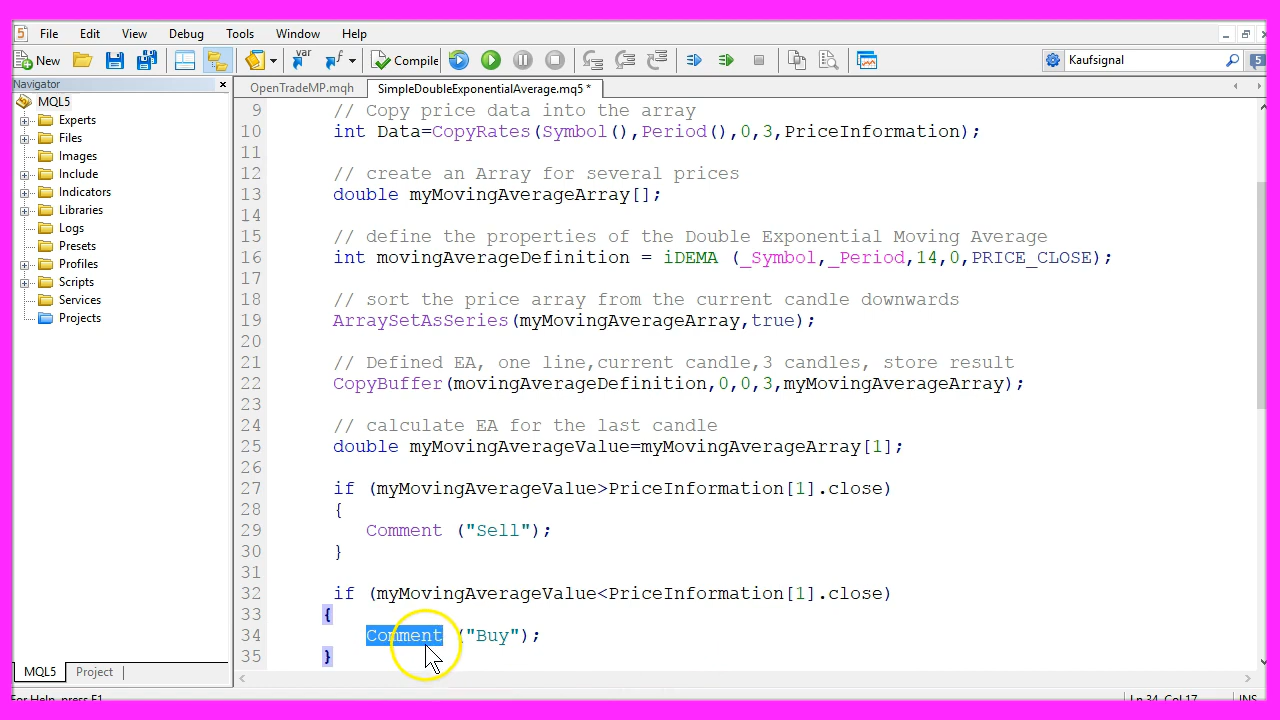 File Edit View Debug Tools Window Help
New Compile Kaufsignal 5
Navigator
OpenTradeMP.mqh SimpleDoubleExponentialAverage.mq5 *
MQL5
Experts
Files
Images
Include
Indicators
Libraries
Logs
Presets
Profiles
Scripts
Services
Projects
9 // Copy price data into the array
10 int Data=CopyRates(Symbol(),Period(),0,3,PriceInformation);
11
12 // create an Array for several prices
13 double myMovingAverageArray[];
14
15 // define the properties of the Double Exponential Moving Average
16 int movingAverageDefinition = iDEMA (_Symbol,_Period,14,0,PRICE_CLOSE);
17
18 // sort the price array from the current candle downwards
19 ArraySetAsSeries(myMovingAverageArray,true);
20
21 // Defined EA, one line,current candle,3 candles, store result
22 CopyBuffer(movingAverageDefinition,0,0,3,myMovingAverageArray);
23
24 // calculate EA for the last candle
25 double myMovingAverageValue=myMovingAverageArray[1];
26
27 if (myMovingAverageValue>PriceInformation[1].close)
28 {
29 Comment ("Sell");
30 }
31
32 if (myMovingAverageValue<PriceInformation[1].close)
33 {
34 Comment ("Buy");
35 }
MQL5 Project
For Help, press F1 Ln 34, Col 17 INS